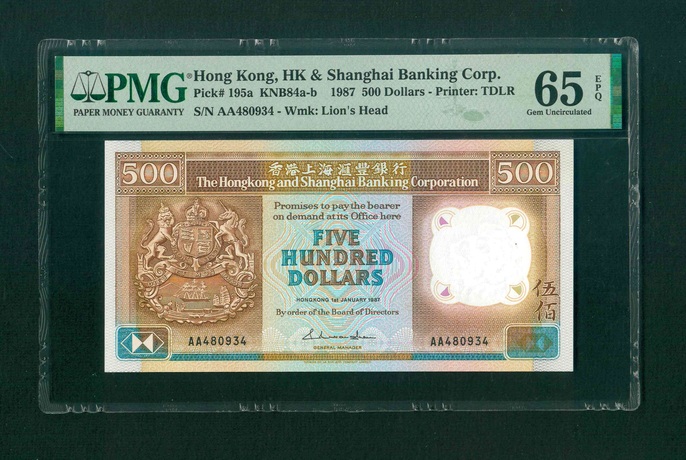 PMG® Hong Kong, HK & Shanghai Banking Corp.
Pick# 195a KNB84a-b 1987 500 Dollars - Printer: TDLR
PAPER MONEY GUARANTY
S/N AA480934 - Wmk: Lion's Head
65 EPQ
Gem Uncirculated
500
香港上海滙豐銀行
500
The Hongkong and Shanghai Banking Corporation
Promises to pay the bearer
on demand at its Office here
FIVE
HUNDRED
DOLLARS
HONGKONG 1st JANUARY 1987
By order of the Board of Directors
伍
佰
AA480934
GENERAL MANAGER
AA480934